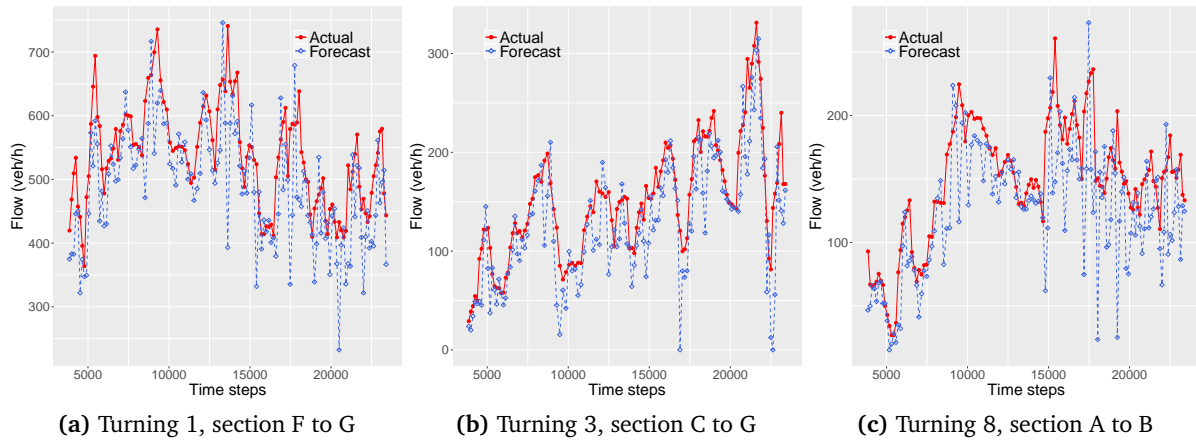 Flow (veh/h)
700
600
500
400
300
Actual
Forecast
5000
10000
15000
20000
Time steps
(a) Turning 1, section F to G
Flow (veh/h)
300
200
100
0
Actual
Forecast
5000
10000
15000
20000
Time steps
(b) Turning 3, section C to G
Flow (veh/h)
200
100
Actual
Forecast
5000
10000
15000
20000
Time steps
(c) Turning 8, section A to B